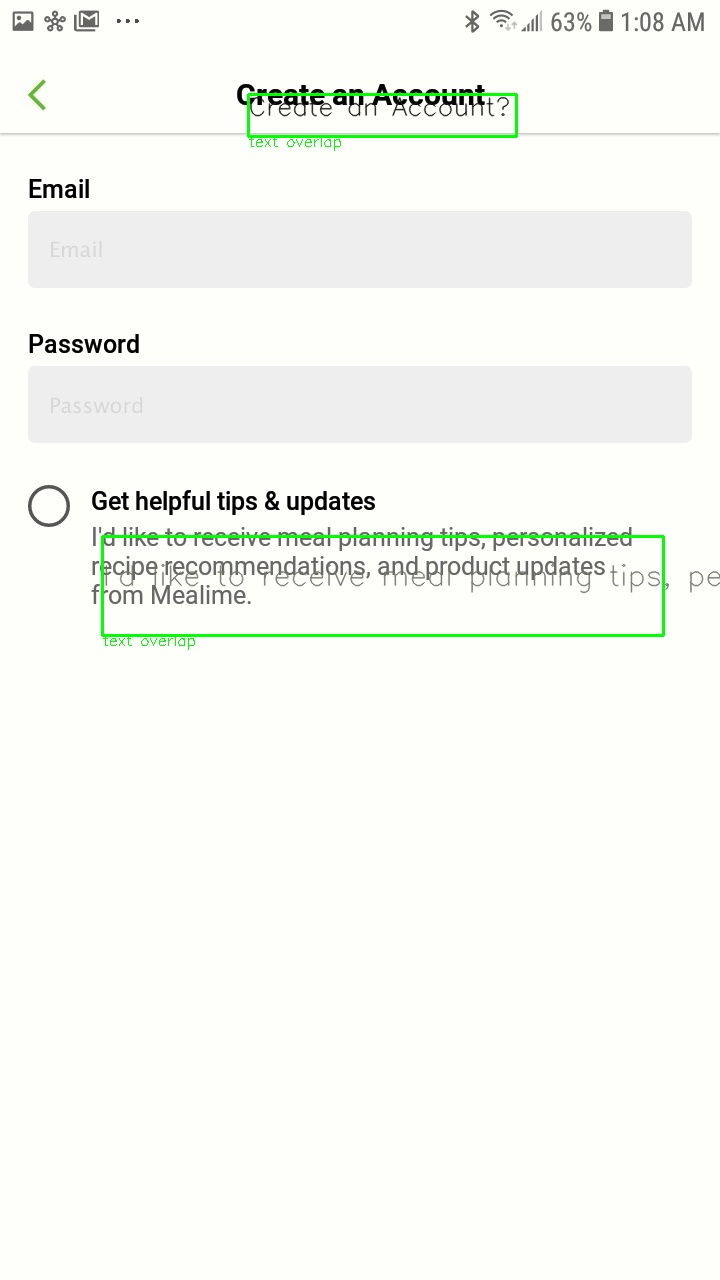 63% 1:08 AM
Create an Account
Create an Account?
text overlap
Email
Email
Password
Password
Get helpful tips & updates
I'd like to receive meal planning tips, personalized
recipe recommendations, and product updates
I'd like to receive meal planning tips, pe
from Mealime.
text overlap